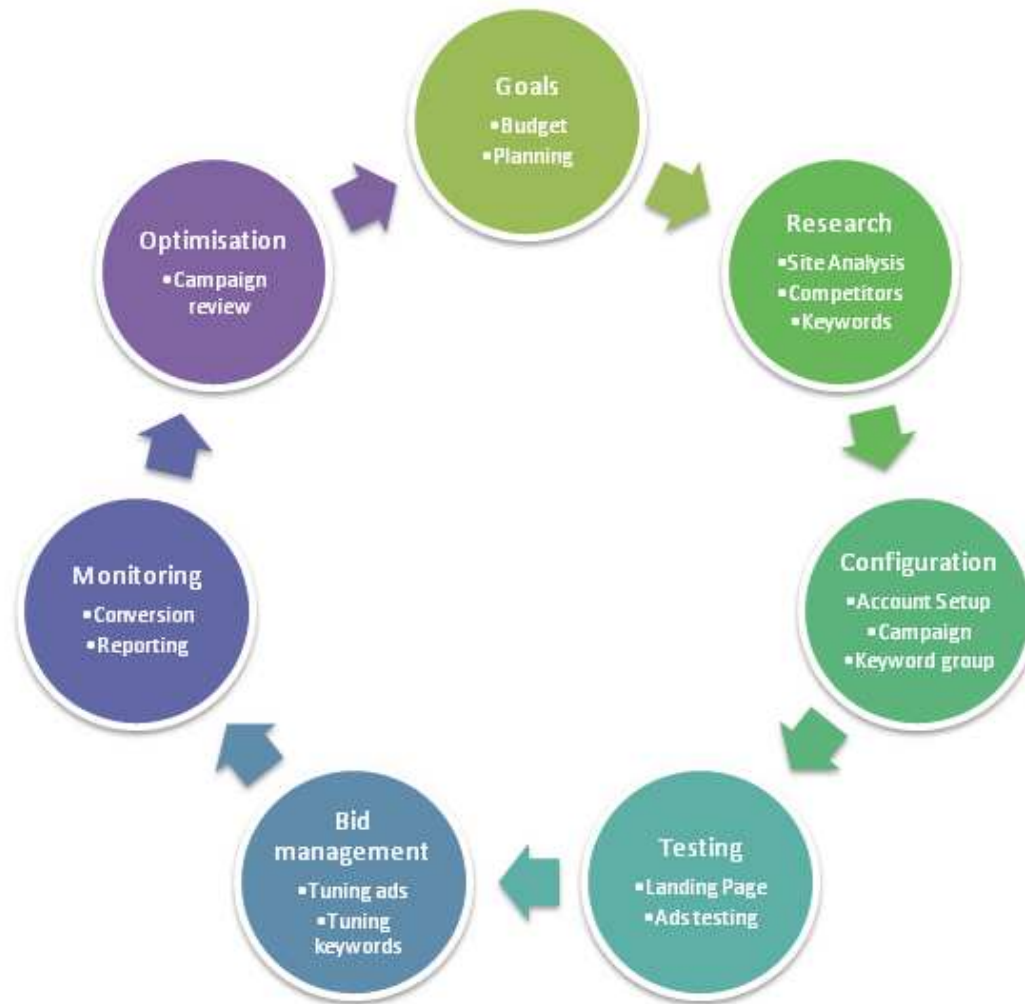 Goals
▪Budget
▪Planning
Research
▪Site Analysis
▪Competitors
▪Keywords
Configuration
▪Account Setup
▪Campaign
▪Keyword group
Testing
▪Landing Page
▪Ads testing
Bid
management
▪Tuning ads
▪Tuning
keywords
Monitoring
▪Conversion
▪Reporting
Optimisation
▪Campaign
review